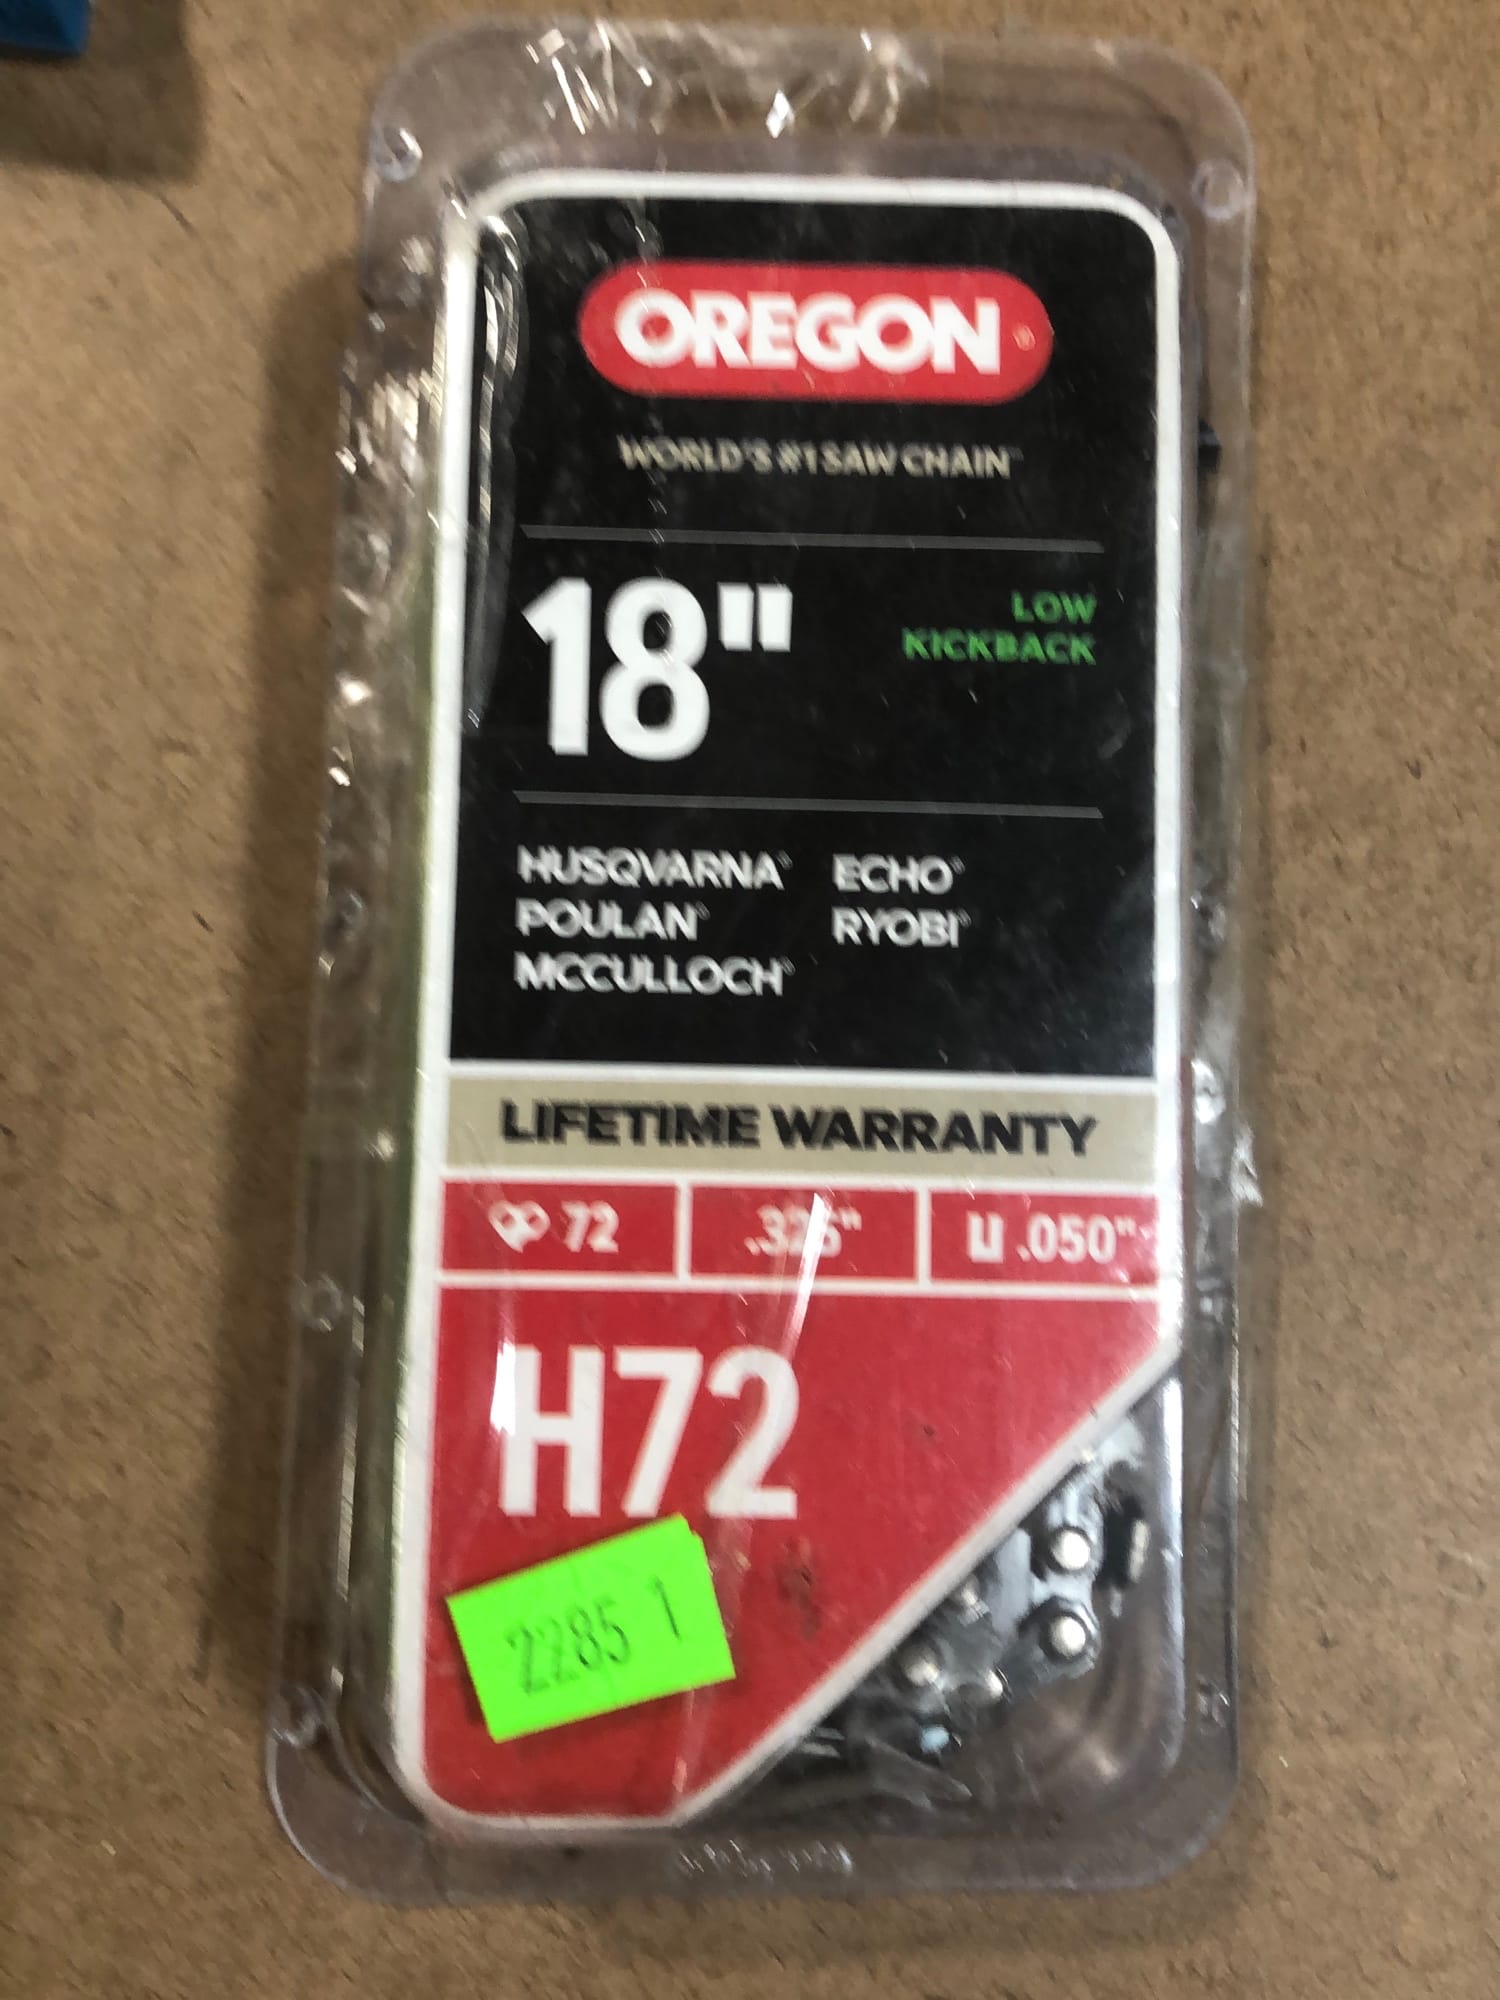 OREGON®
WORLD'S #1 SAW CHAIN™
18"
LOW
KICKBACK
HUSQVARNA® ECHO®
POULAN® RYOBI®
MCCULLOCH®
LIFETIME WARRANTY
72 .325" .050"
H72
2285 1